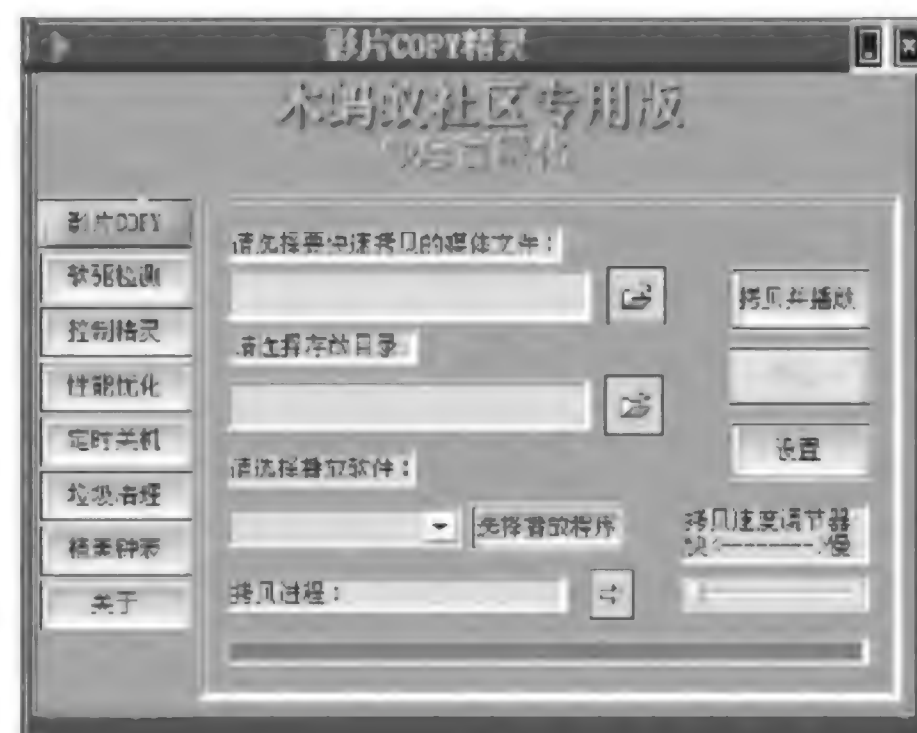 影片COPY精灵
木蚂蚁社区专用版
影片COPY
软驱检测
控制精灵
性能优化
定时关机
垃圾清理
精美钟表
关于
请选择要快速拷贝的媒体文件：
拷贝并播放
请选择存放目录
设置
请选择播放软件：
选择播放程序
拷贝速度调节器
快<-------->慢
拷贝进程：